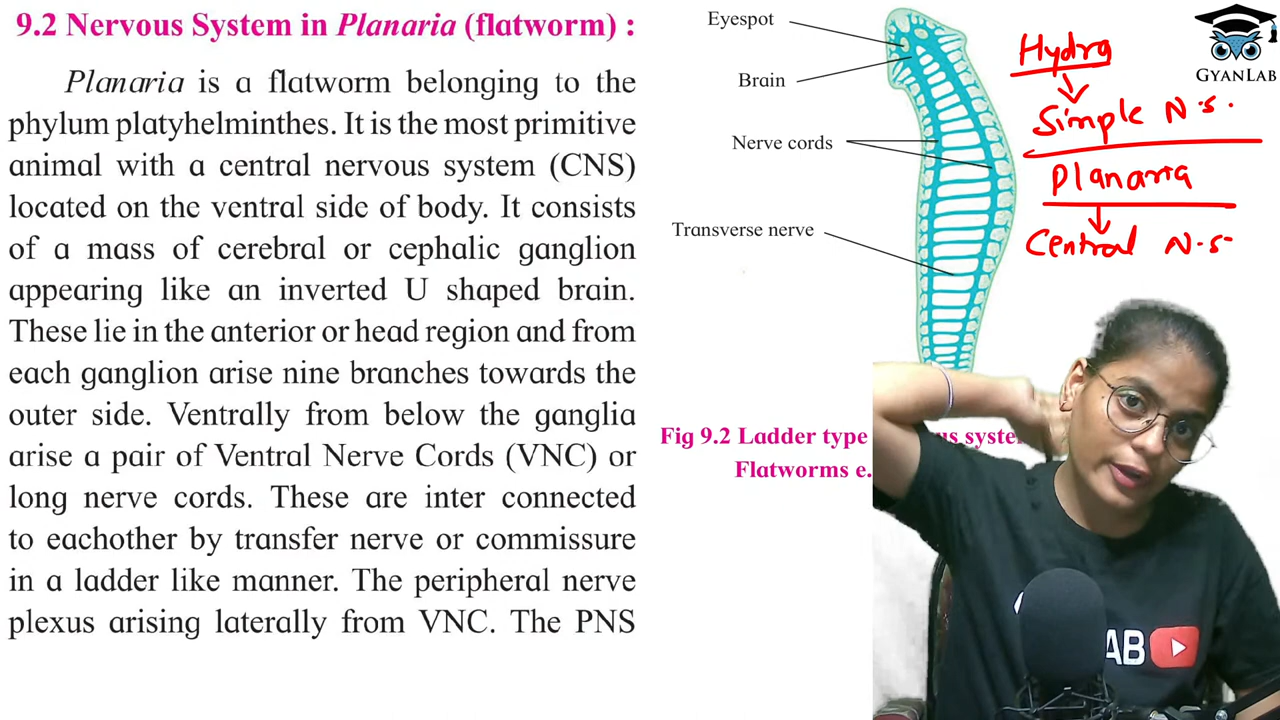 9.2 Nervous System in Planaria (flatworm) :
Planaria is a flatworm belonging to the
phylum platyhelminthes. It is the most primitive
animal with a central nervous system (CNS)
located on the ventral side of body. It consists
of a mass of cerebral or cephalic ganglion
appearing like an inverted U shaped brain.
These lie in the anterior or head region and from
each ganglion arise nine branches towards the
outer side. Ventrally from below the ganglia
arise a pair of Ventral Nerve Cords (VNC) or
long nerve cords. These are inter connected
to eachother by transfer nerve or commissure
in a ladder like manner. The peripheral nerve
plexus arising laterally from VNC. The PNS
Eyespot
Brain
Nerve cords
Transverse nerve
Fig 9.2 Ladder type us syste
Flatworms e.
Hydra
Simple N.S.
Planaria
Central N.S
GYANLAB
AB